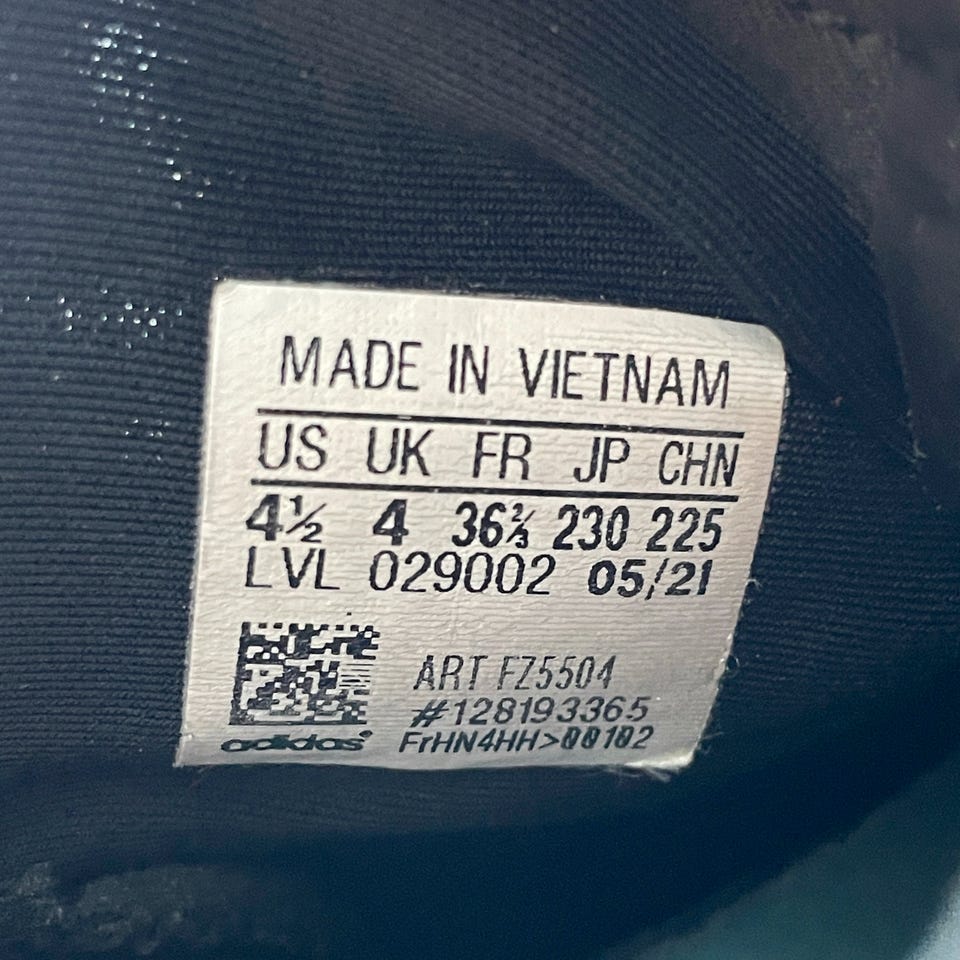 MADE IN VIETNAM
US UK FR JP CHN
4½ 4 36⅔ 230 225
LVL 029002 05/21
ART FZ5504
#128193365
adidas FrHN4HH>00102